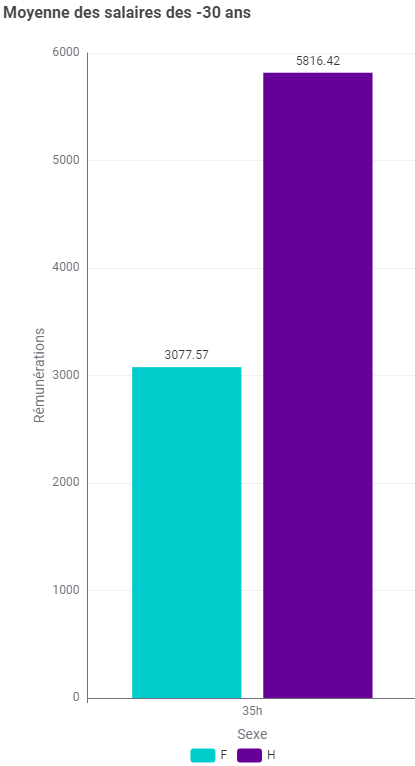 Moyenne des salaires des -30 ans
6000
5816.42
5000
4000
3077.57
3000
Rémunérations
2000
1000
0
35h
Sexe
F H